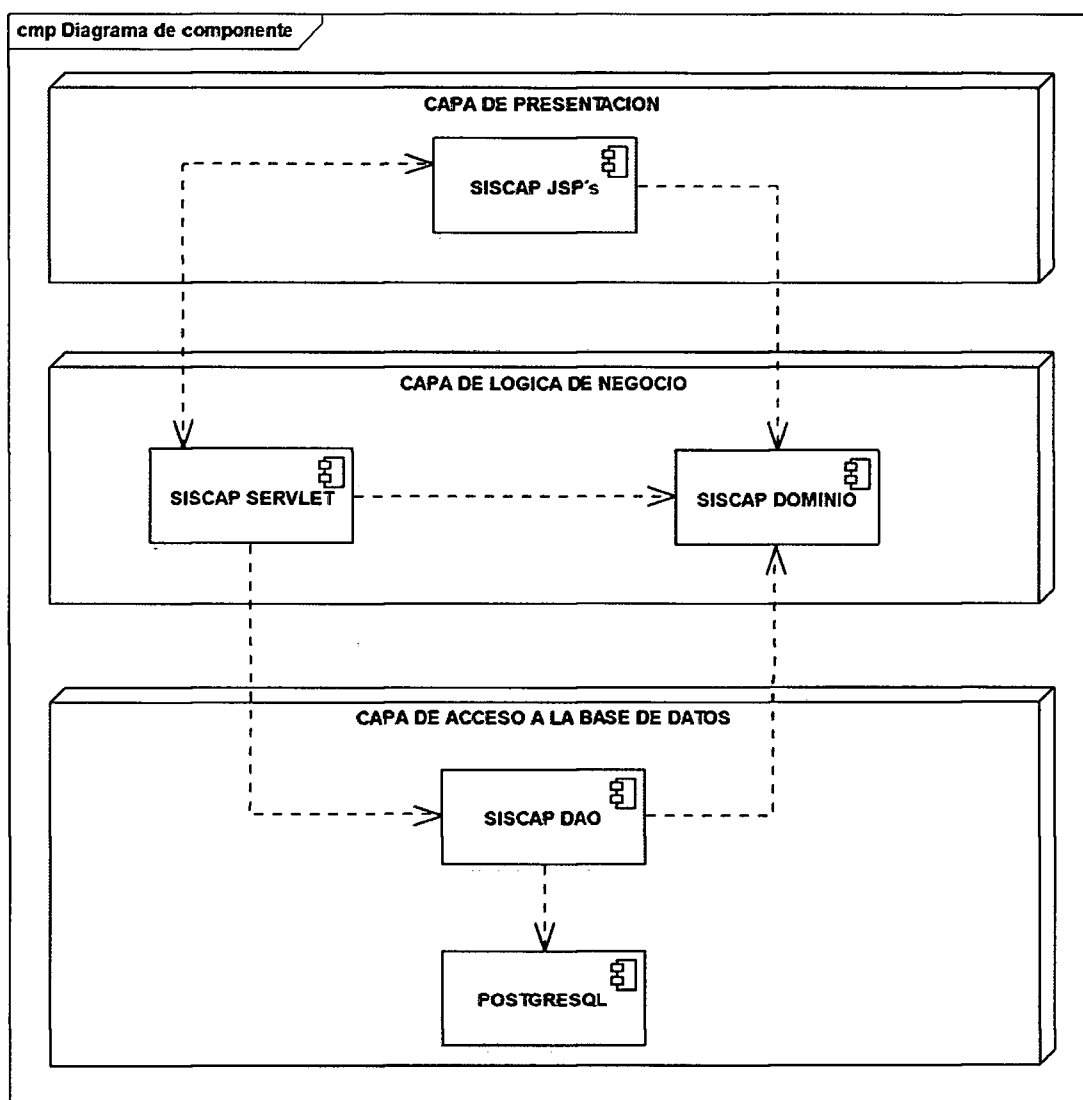 cmp Diagrama de componente
CAPA DE PRESENTACION
SISCAP JSP´s
CAPA DE LOGICA DE NEGOCIO
SISCAP SERVLET
SISCAP DOMINIO
CAPA DE ACCESO A LA BASE DE DATOS
SISCAP DAO
POSTGRESQL